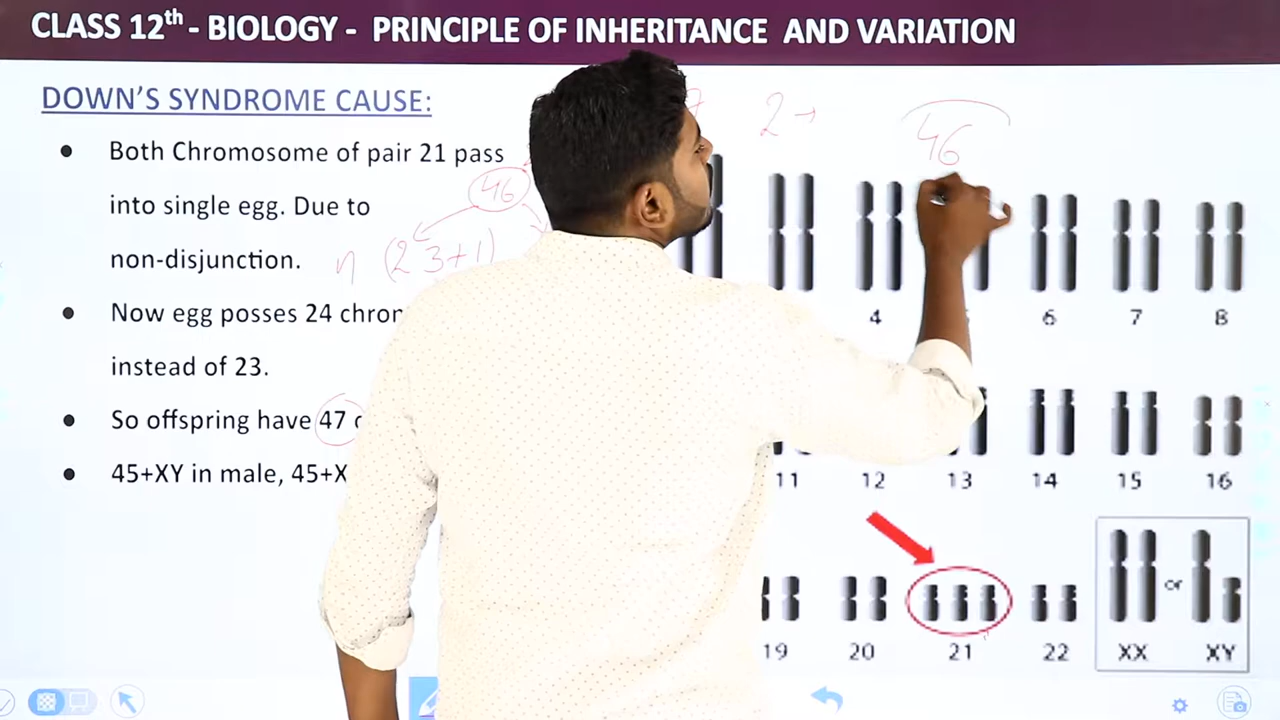 CLASS 12th - BIOLOGY - PRINCIPLE OF INHERITANCE AND VARIATION
DOWN'S SYNDROME CAUSE:
Both Chromosome of pair 21 pass
into single egg. Due to
non-disjunction.
Now egg posses 24 chro
instead of 23.
So offspring have 47
45+XY in male, 45+X
46
n (23+1)
2
46
4 6 7 8
11 12 13 14 15 16
19 20 21 22
or
XX XY